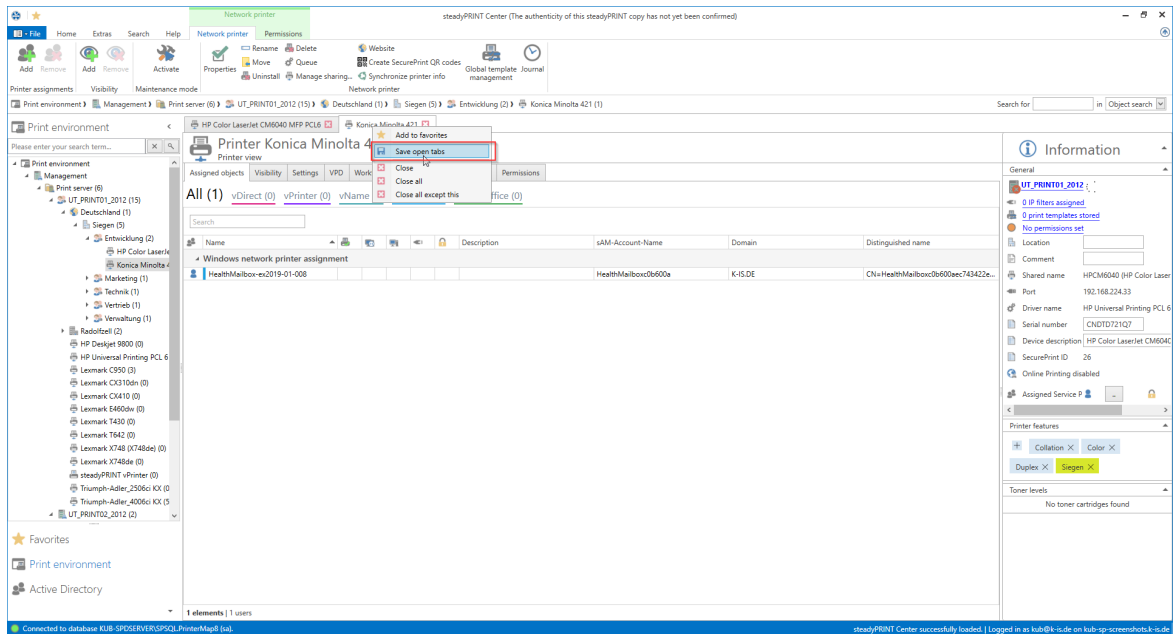 Network printer
steadyPRINT Center (The authenticity of this steadyPRINT copy has not yet been confirmed)
File Home Extras Search Help Network printer Permissions
Add Remove Add Remove Activate Properties Rename Delete Website Global template management Journal
Move Queue Create SecurePrint QR codes
Uninstall Manage sharing... Synchronize printer info
Printer assignments Visibility Maintenance mode Network printer
Print environment Management Print server (6) UT_PRINT01_2012 (15) Deutschland (1) Siegen (5) Entwicklung (2) Konica Minolta 421 (1) Search for in Object search
Print environment
Please enter your search term...
Print environment
Management
Print server (6)
UT_PRINT01_2012 (15)
Deutschland (1)
Siegen (5)
Entwicklung (2)
HP Color LaserJe
Konica Minolta 4
Marketing (1)
Technik (1)
Vertrieb (1)
Verwaltung (1)
Radolfzell (2)
HP Deskjet 9800 (0)
HP Universal Printing PCL 6
Lexmark C950 (3)
Lexmark CX310dn (0)
Lexmark CX410 (0)
Lexmark E460dw (0)
Lexmark T430 (0)
Lexmark T642 (0)
Lexmark X748 (X748de) (0)
Lexmark X748de (0)
steadyPRINT vPrinter (0)
Triumph-Adler_2506ci KX (0
Triumph-Adler_4006ci KX (5
UT_PRINT02_2012 (2)
Favorites
Print environment
Active Directory
HP Color LaserJet CM6040 MFP PCL6 Konica Minolta 421
Printer Konica Minolta 4
Printer view
Add to favorites
Save open tabs
Close
Close all
Close all except this
Assigned objects Visibility Settings VPD Work Permissions
All (1) vDirect (0) vPrinter (0) vName ffice (0)
Search
Name Description sAM-Account-Name Domain Distinguished name
Windows network printer assignment
HealthMailbox-ex2019-01-008 HealthMailboxc0b600a K-IS.DE CN=HealthMailboxc0b600aec743422e...
1 elements | 1 users
Information
General
UT_PRINT01_2012
0 IP filters assigned
0 print templates stored
No permissions set
Location
Comment
Shared name HPCM6040 (HP Color Laser
Port 192.168.224.33
Driver name HP Universal Printing PCL 6
Serial number CNDTD721Q7
Device description HP Color LaserJet CM604C
SecurePrint ID 26
Online Printing disabled
Assigned Service P ..
Printer features
Collation Color
Duplex Siegen
Toner levels
No toner cartridges found
Connected to database KUB-SPDSERVER\SPSQL.PrinterMap8 (sa). steadyPRINT Center successfully loaded. | Logged in as kub@k-is.de on kub-sp-screenshots.k-is.de